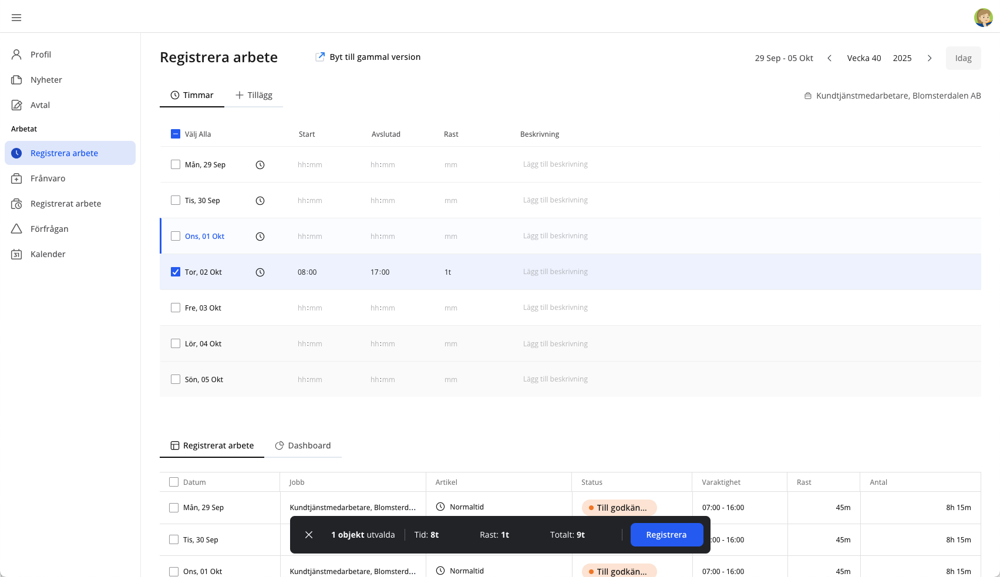 Profil
Nyheter
Avtal
Arbetat
Registrera arbete
Frånvaro
Registrerat arbete
Förfrågan
31 Kalender
Registrera arbete Byt till gammal version 29 Sep - 05 Okt Vecka 40 2025 Idag
Timmar Tillägg Kundtjänstmedarbetare, Blomsterdalen AB
Välj Alla Start Avslutad Rast Beskrivning
Mån, 29 Sep hh:mm hh:mm mm Lägg till beskrivning
Tis, 30 Sep hh:mm hh:mm mm Lägg till beskrivning
Ons, 01 Okt hh:mm hh:mm mm Lägg till beskrivning
Tor, 02 Okt 08:00 17:00 1t Lägg till beskrivning
Fre, 03 Okt hh:mm hh:mm mm Lägg till beskrivning
Lör, 04 Okt hh:mm hh:mm mm Lägg till beskrivning
Sön, 05 Okt hh:mm hh:mm mm Lägg till beskrivning
Registrerat arbete Dashboard
Datum Jobb Artikel Status Varaktighet Rast Antal
Mån, 29 Sep Kundtjänstmedarbetare, Blomsterd... Normaltid Till godkän... 07:00 - 16:00 45m 8h 15m
Tis, 30 Sep :00 - 16:00 45m 8h 15m
1 objekt utvalda Tid: 8t Rast: 1t Totalt: 9t Registrera
Ons, 01 Okt Kundtjänstmedarbetare, Blomsterd... Normaltid Till godkän... 07:00 - 16:00 45m 8h 15m